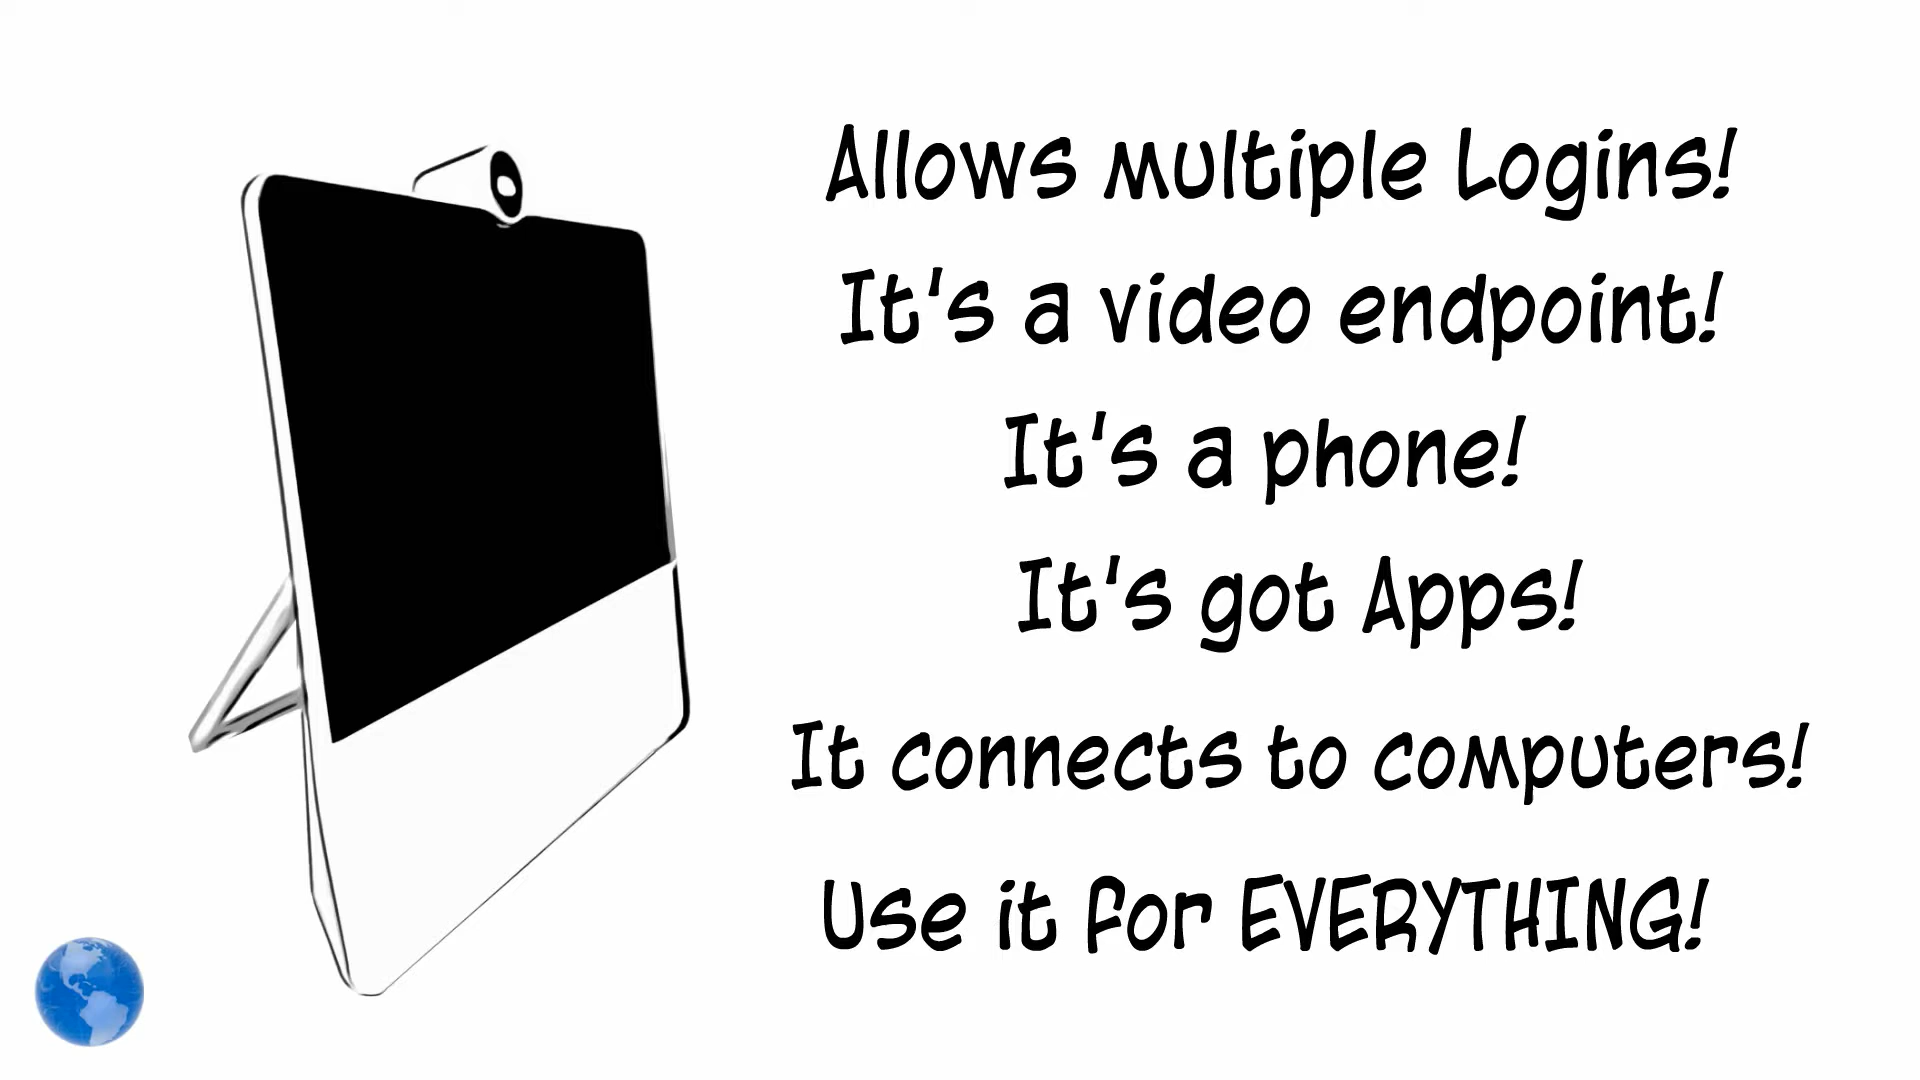 Allows multiple Logins!
It's a video endpoint!
It's a phone!
It's got Apps!
It connects to computers!
Use it for EVERYTHING!